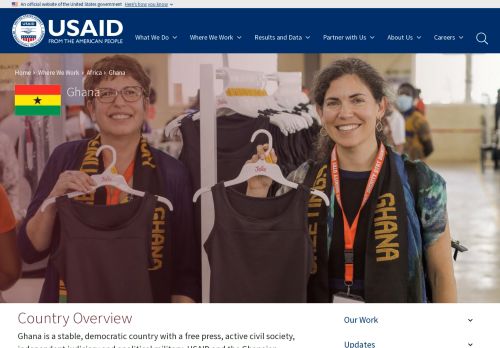 An official website of the United States government Here's how you know
USAID
FROM THE AMERICAN PEOPLE
What We Do
Where We Work
Results and Data
Partner with Us
About Us
Careers
Home › Where We Work › Africa › Ghana
Ghana
GHANA
GHANA
Country Overview
Ghana is a stable, democratic country with a free press, active civil society,
Our Work
Updates